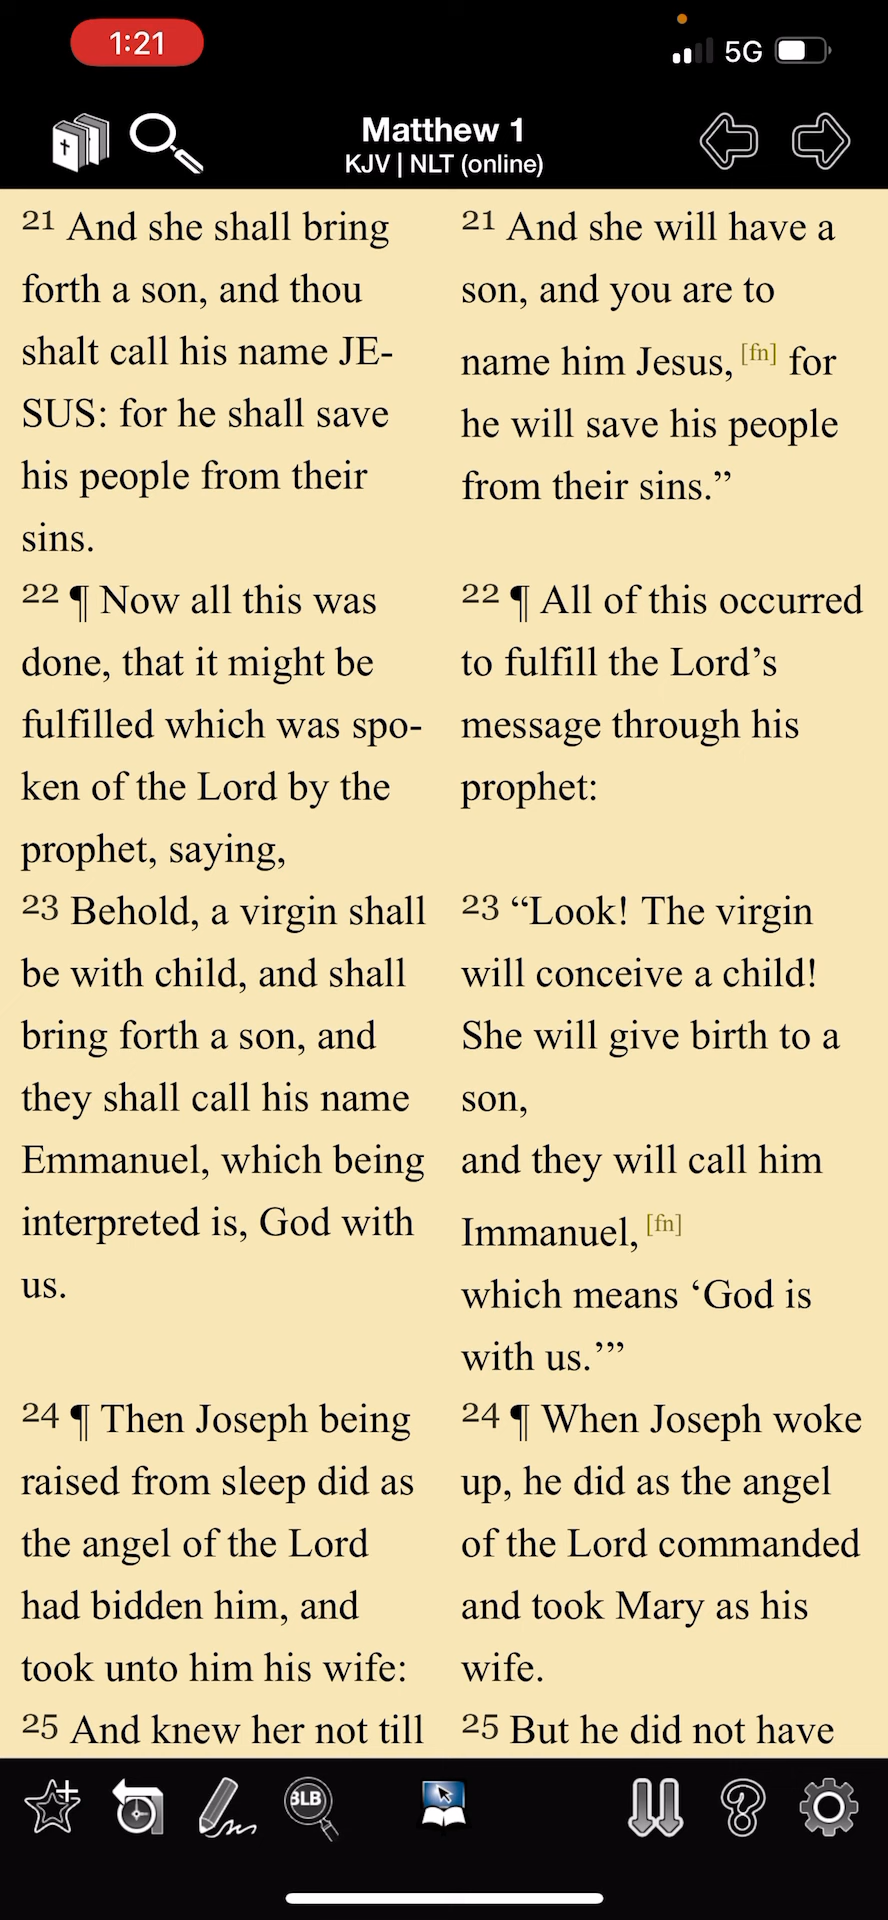 1:21
5G
Matthew 1
KJV | NLT (online)
21 And she shall bring
forth a son, and thou
shalt call his name JE-
SUS: for he shall save
his people from their
sins.
22 ¶ Now all this was
done, that it might be
fulfilled which was spo-
ken of the Lord by the
prophet, saying,
23 Behold, a virgin shall
be with child, and shall
bring forth a son, and
they shall call his name
Emmanuel, which being
interpreted is, God with
us.
24 ¶ Then Joseph being
raised from sleep did as
the angel of the Lord
had bidden him, and
took unto him his wife:
25 And knew her not till
21 And she will have a
son, and you are to
name him Jesus, [fn] for
he will save his people
from their sins.”
22 ¶ All of this occurred
to fulfill the Lord’s
message through his
prophet:
23 “Look! The virgin
will conceive a child!
She will give birth to a
son,
and they will call him
Immanuel, [fn]
which means ‘God is
with us.’”
24 ¶ When Joseph woke
up, he did as the angel
of the Lord commanded
and took Mary as his
wife.
25 But he did not have
BLB